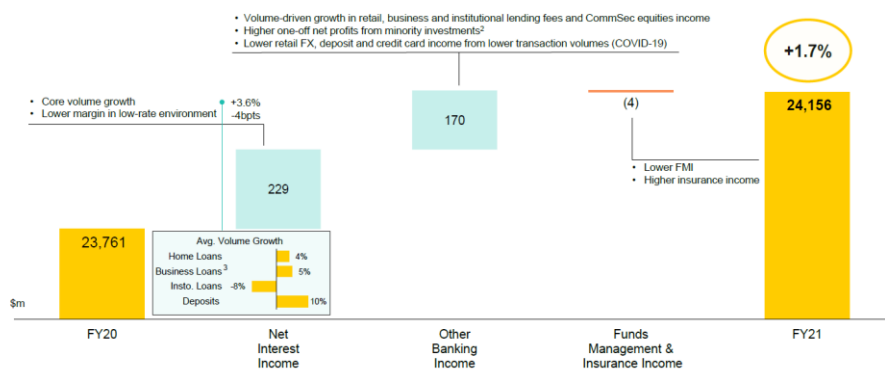 • Volume-driven growth in retail, business and institutional lending fees and CommSec equities income
• Higher one-off net profits from minority investments²
• Lower retail FX, deposit and credit card income from lower transaction volumes (COVID-19)
+1.7%
• Core volume growth +3.6%
• Lower margin in low-rate environment -4bpts
170
(4)
24,156
229
• Lower FMI
• Higher insurance income
23,761
Avg. Volume Growth
Home Loans 4%
Business Loans³ 5%
Insto. Loans -8%
Deposits 10%
$m
FY20
Net
Interest
Income
Other
Banking
Income
Funds
Management &
Insurance Income
FY21